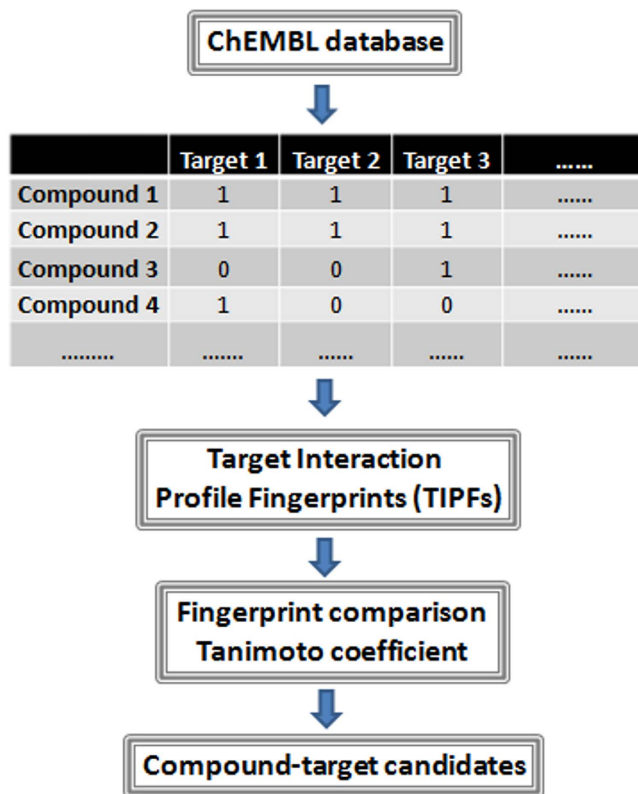 ChEMBL database
Target 1 Target 2 Target 3 ......
Compound 1 1 1 1 ......
Compound 2 1 1 1 ......
Compound 3 0 0 1 ......
Compound 4 1 0 0 ......
......... ....... ...... ...... ......
Target Interaction
Profile Fingerprints (TIPFs)
Fingerprint comparison
Tanimoto coefficient
Compound-target candidates